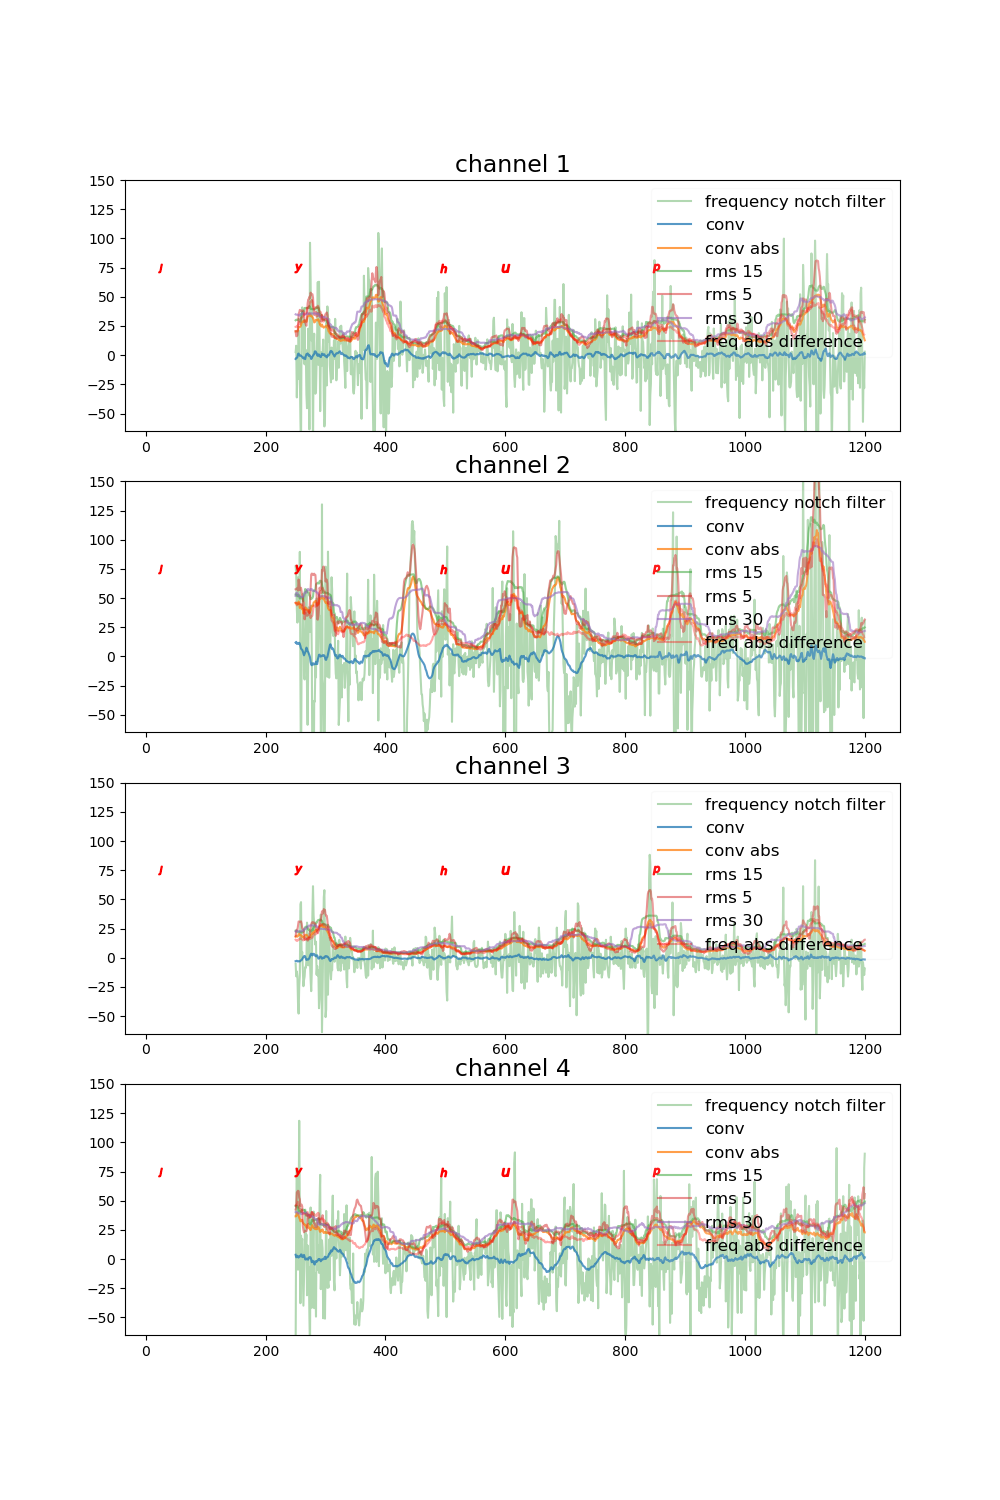 channel 1
150
125
100
75
50
25
0
−25
−50
J y h u p
frequency notch filter
conv
conv abs
rms 15
rms 5
rms 30
freq abs difference
0 200 400 600 800 1000 1200
channel 2
150
125
100
75
50
25
0
−25
−50
J y h u p
frequency notch filter
conv
conv abs
rms 15
rms 5
rms 30
freq abs difference
0 200 400 600 800 1000 1200
channel 3
150
125
100
75
50
25
0
−25
−50
J y h u p
frequency notch filter
conv
conv abs
rms 15
rms 5
rms 30
freq abs difference
0 200 400 600 800 1000 1200
channel 4
150
125
100
75
50
25
0
−25
−50
J y h u p
frequency notch filter
conv
conv abs
rms 15
rms 5
rms 30
freq abs difference
0 200 400 600 800 1000 1200